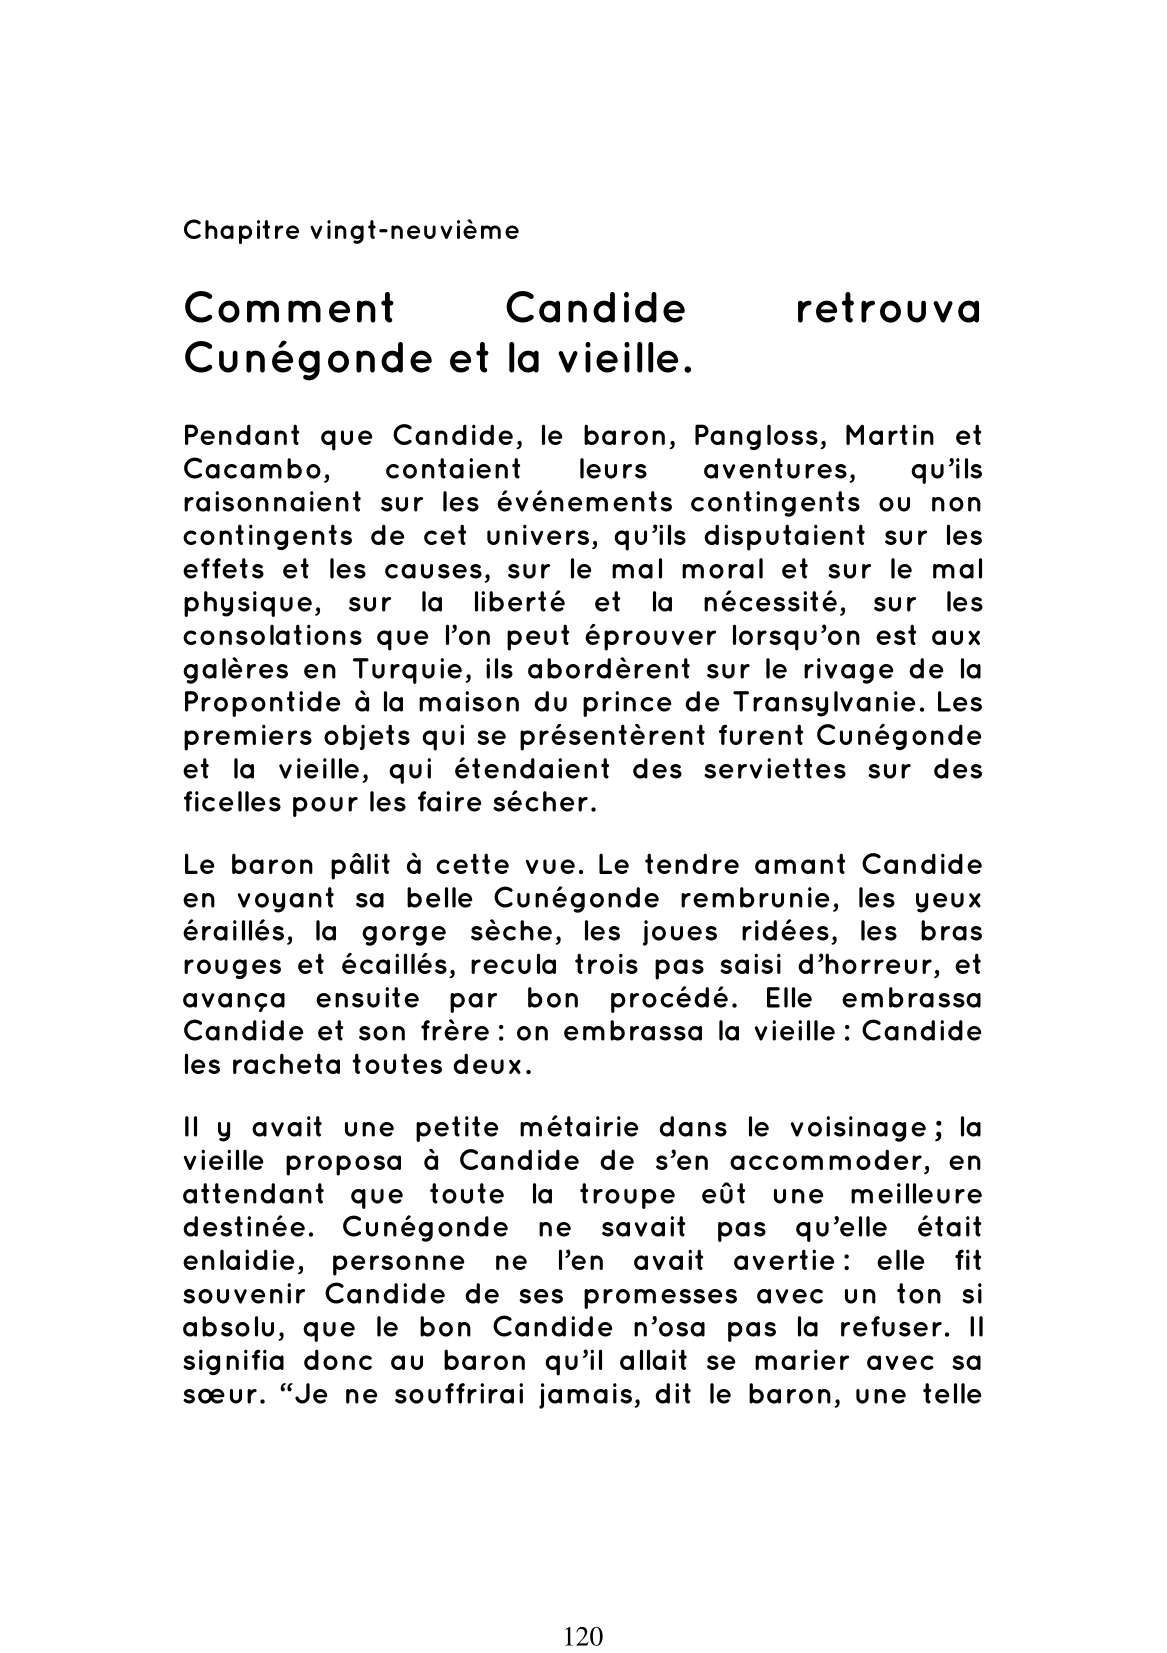 Chapitre vingt-neuvième
Comment Candide retrouva
Cunégonde et la vieille.
Pendant que Candide, le baron, Pangloss, Martin et
Cacambo, contaient leurs aventures, qu’ils
raisonnaient sur les événements contingents ou non
contingents de cet univers, qu’ils disputaient sur les
effets et les causes, sur le mal moral et sur le mal
physique, sur la liberté et la nécessité, sur les
consolations que l’on peut éprouver lorsqu’on est aux
galères en Turquie, ils abordèrent sur le rivage de la
Propontide à la maison du prince de Transylvanie. Les
premiers objets qui se présentèrent furent Cunégonde
et la vieille, qui étendaient des serviettes sur des
ficelles pour les faire sécher.
Le baron pâlit à cette vue. Le tendre amant Candide
en voyant sa belle Cunégonde rembrunie, les yeux
éraillés, la gorge sèche, les joues ridées, les bras
rouges et écaillés, recula trois pas saisi d’horreur, et
avança ensuite par bon procédé. Elle embrassa
Candide et son frère : on embrassa la vieille : Candide
les racheta toutes deux.
Il y avait une petite métairie dans le voisinage ; la
vieille proposa à Candide de s’en accommoder, en
attendant que toute la troupe eût une meilleure
destinée. Cunégonde ne savait pas qu’elle était
enlaidie, personne ne l’en avait avertie : elle fit
souvenir Candide de ses promesses avec un ton si
absolu, que le bon Candide n’osa pas la refuser. Il
signifia donc au baron qu’il allait se marier avec sa
sœur. “Je ne souffrirai jamais, dit le baron, une telle
120